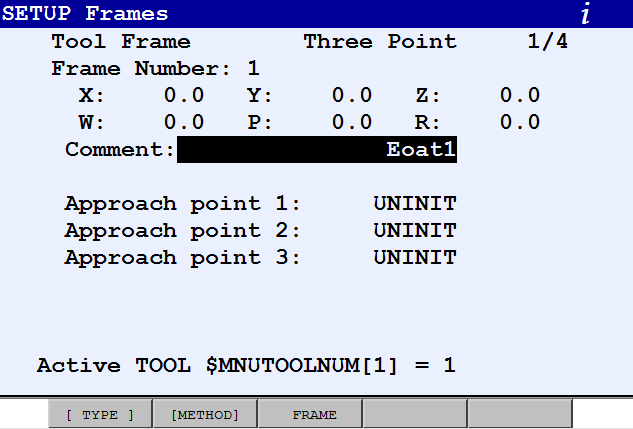 SETUP Frames i
Tool Frame Three Point 1/4
Frame Number: 1
X: 0.0 Y: 0.0 Z: 0.0
W: 0.0 P: 0.0 R: 0.0
Comment: Eoat1
Approach point 1: UNINIT
Approach point 2: UNINIT
Approach point 3: UNINIT
Active TOOL $MNUTOOLNUM[1] = 1
[ TYPE ] [METHOD] FRAME